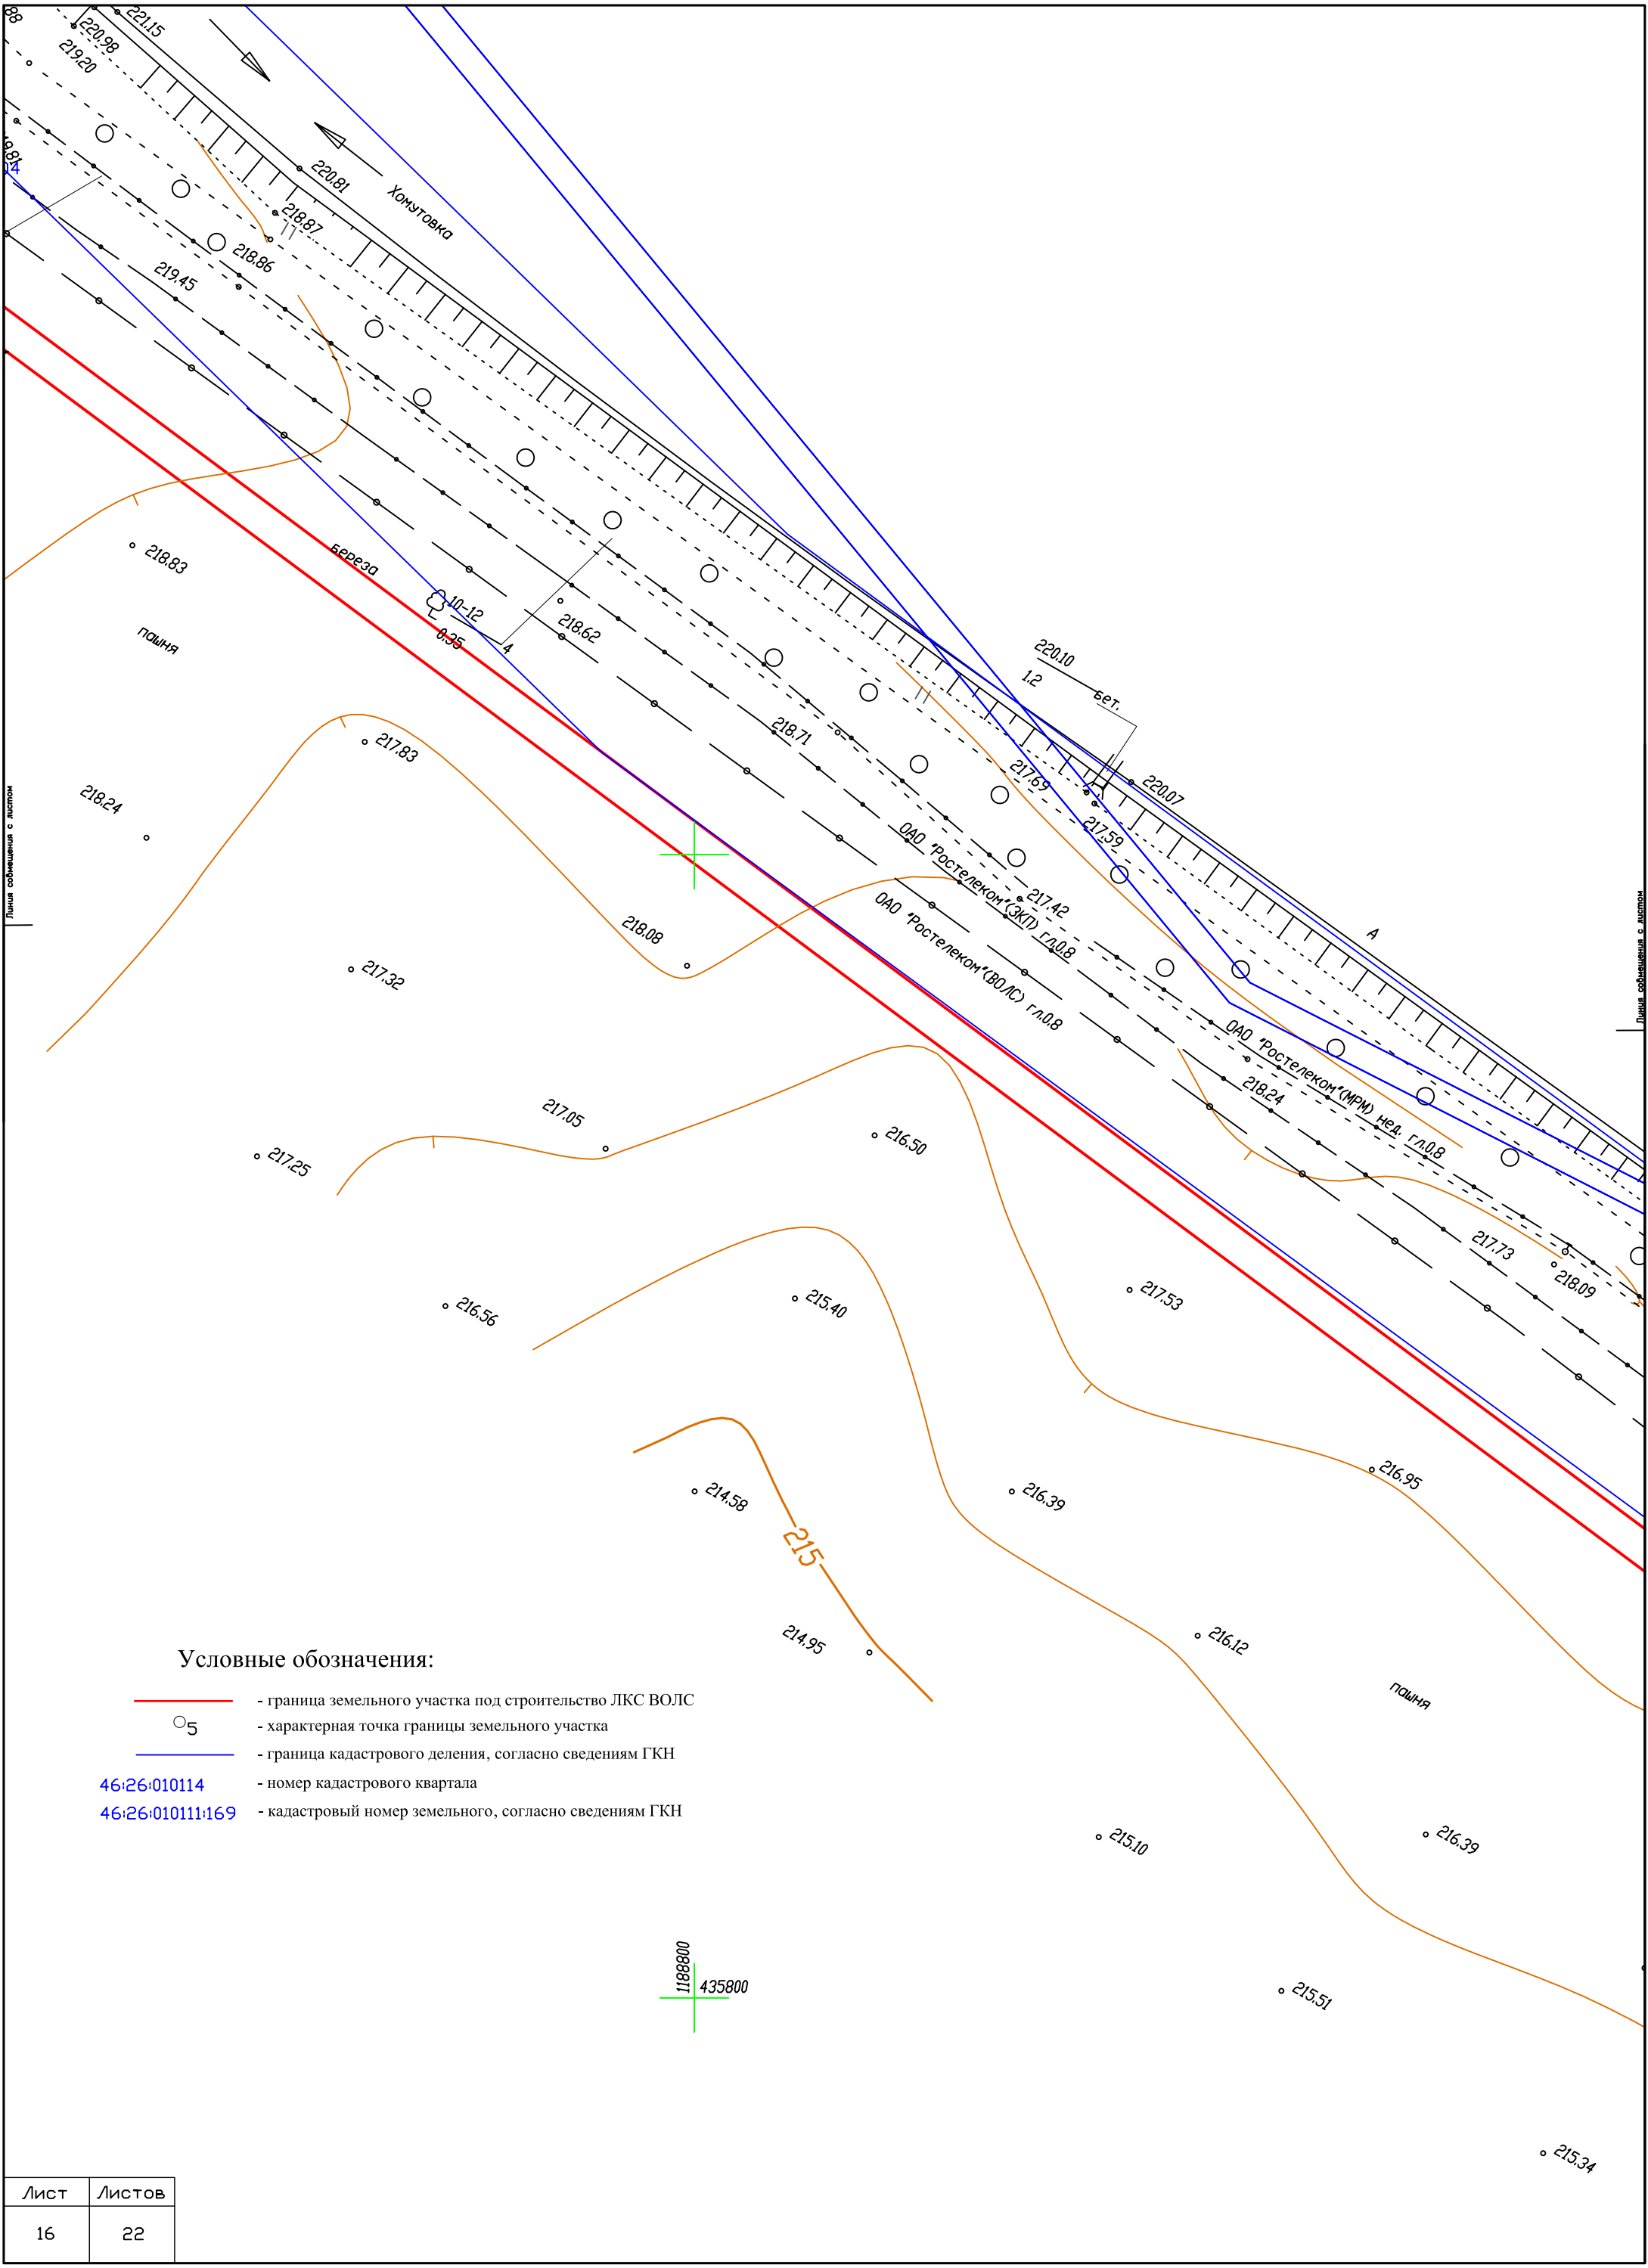 221.15
220.98
219.20
220.81
Хомутовка
218.87
218.86
219.45
береза
10-12
0.35
4
218.83
пашня
218.62
220.10
1.2
бет.
217.83
218.71
217.69
220.07
218.24
217.59
ОАО "Ростелеком"(ЗКП) гл.0.8
217.42
Линия совмещения с листом
ОАО "Ростелеком"(ВОЛС) гл.0.8
218.08
А
Линия совмещения с листом
217.32
ОАО "Ростелеком"(МРМ) нед. гл.0.8
218.24
217.05
216.50
217.25
217.73
218.09
216.56
215.40
217.53
214.58
216.39
216.95
215
214.95
216.12
пашня
Условные обозначения:
- граница земельного участка под строительство ЛКС ВОЛС
5 - характерная точка границы земельного участка
- граница кадастрового деления, согласно сведениям ГКН
46:26:010114 - номер кадастрового квартала
46:26:010111:169 - кадастровый номер земельного, согласно сведениям ГКН
215.10
216.39
1188800
435800
215.51
215.34
Лист Листов
16 22